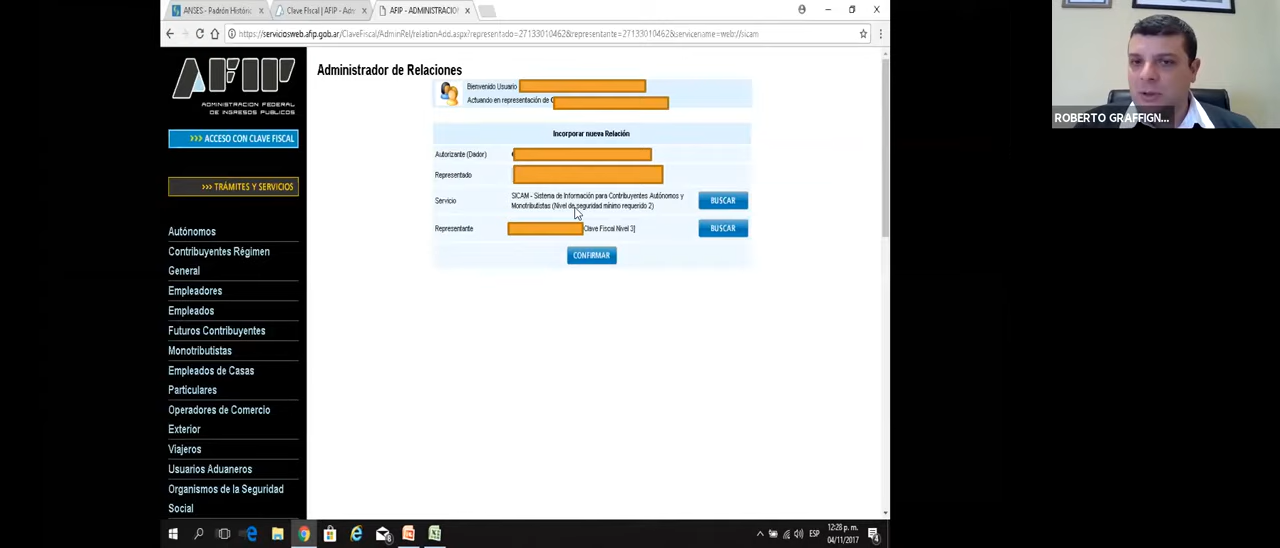 ANSES - Padrón Históri
Clave Fiscal | AFIP - Adm
AFIP - ADMINISTRACIO
https://serviciosweb.afip.gob.ar/ClaveFiscal/AdminRel/relationAdd.aspx?representado=27133010462&representante=27133010462&servicename=web://sicam
AFIP
ADMINISTRACIÓN FEDERAL
DE INGRESOS PÚBLICOS
>>> ACCESO CON CLAVE FISCAL
>>> TRÁMITES Y SERVICIOS
Autónomos
Contribuyentes Régimen
General
Empleadores
Empleados
Futuros Contribuyentes
Monotributistas
Empleados de Casas
Particulares
Operadores de Comercio
Exterior
Viajeros
Usuarios Aduaneros
Organismos de la Seguridad
Social
Administrador de Relaciones
Bienvenido Usuario
Actuando en representación de
Incorporar nueva Relación
Autorizante (Dador)
Representado
Servicio
SICAM - Sistema de Información para Contribuyentes Autónomos y
Monotributistas (Nivel de seguridad mínimo requerido 2)
BUSCAR
Representante
Clave Fiscal Nivel 3]
BUSCAR
CONFIRMAR
ROBERTO GRAFFIGN...
ESP
12:28 p. m.
04/11/2017